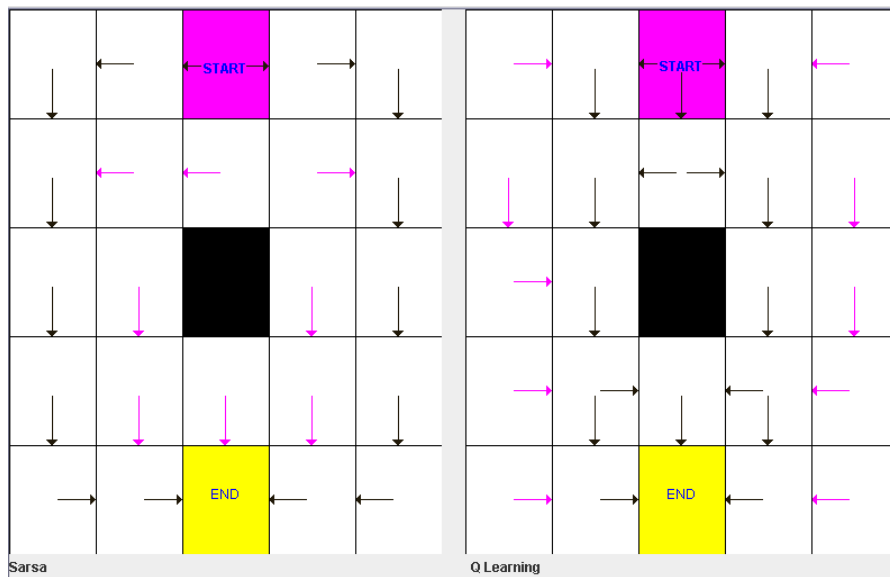 START
START
END
END
Sarsa
Q Learning